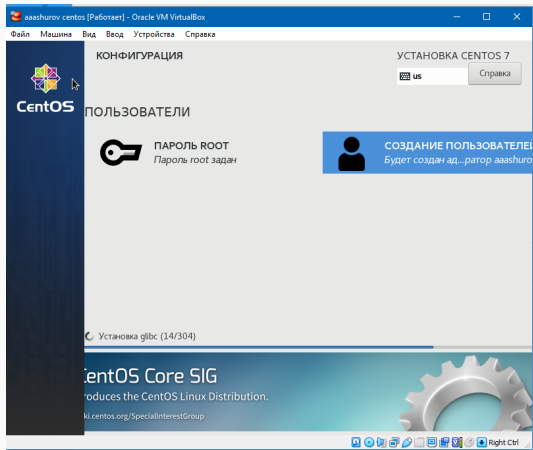 aaashurov centos [Работает] - Oracle VM VirtualBox
Файл Машина Вид Ввод Устройства Справка
КОНФИГУРАЦИЯ
УСТАНОВКА CENTOS 7
us
Справка
CentOS
ПОЛЬЗОВАТЕЛИ
ПАРОЛЬ ROOT
Пароль root задан
СОЗДАНИЕ ПОЛЬЗОВАТЕЛЕ
Будет создан ад...ратор aaashuro
Установка glibc (14/304)
CentOS Core SIG
roduces the CentOS Linux Distribution.
ki.centos.org/SpecialInterestGroup
Right Ctrl